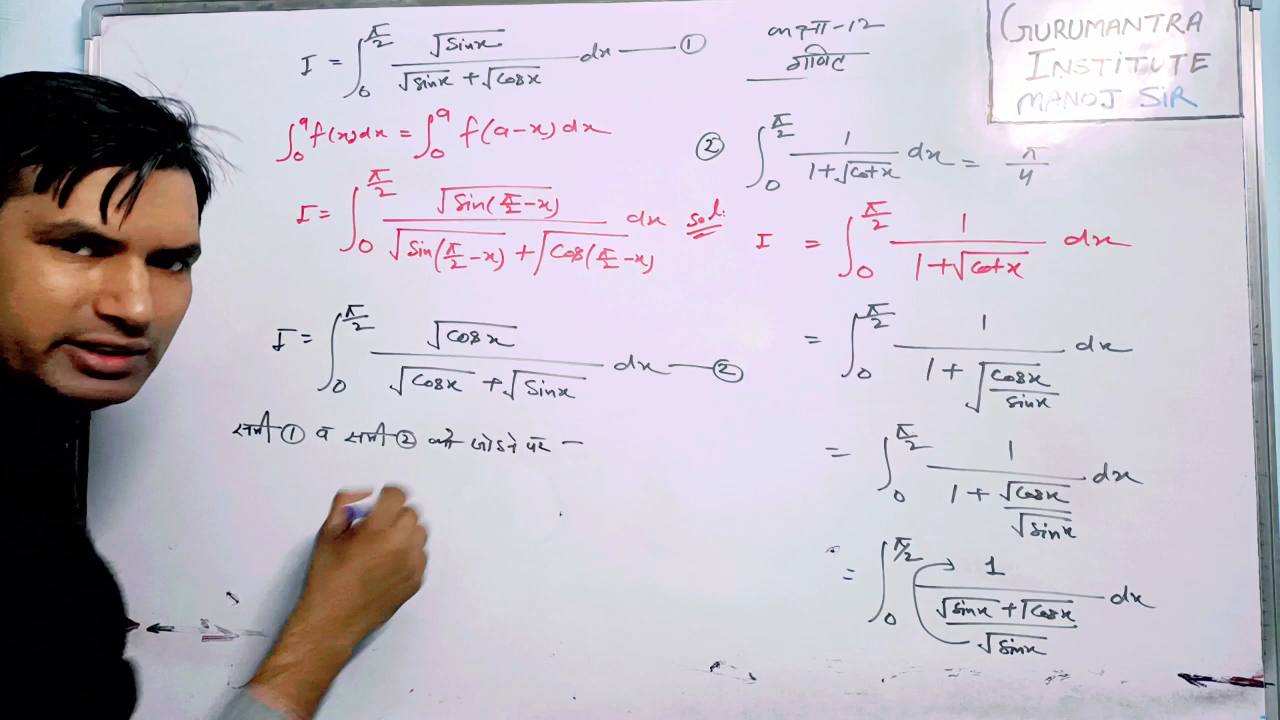 GURUMANTRA
INSTITUTE
MANOJ SIR
कक्षा-12
गणित
② ∫₀^{π/2} 1/(1+√cotx) dx = π/4
sol:
I = ∫₀^{π/2} 1/(1+√cotx) dx
= ∫₀^{π/2} 1/(1+√(cosx/sinx)) dx
= ∫₀^{π/2} 1/(1+√cosx/√sinx) dx
= ∫₀^{π/2} 1/((√sinx+√cosx)/√sinx) dx
I = ∫₀^{π/2} √sinx/(√sinx+√cosx) dx — ①
∫₀^a f(x)dx = ∫₀^a f(a-x)dx
I = ∫₀^{π/2} √sin(π/2-x)/(√sin(π/2-x)+√cos(π/2-x)) dx
I = ∫₀^{π/2} √cosx/(√cosx+√sinx) dx — ②
समी ① व समी ② को जोडने पर –